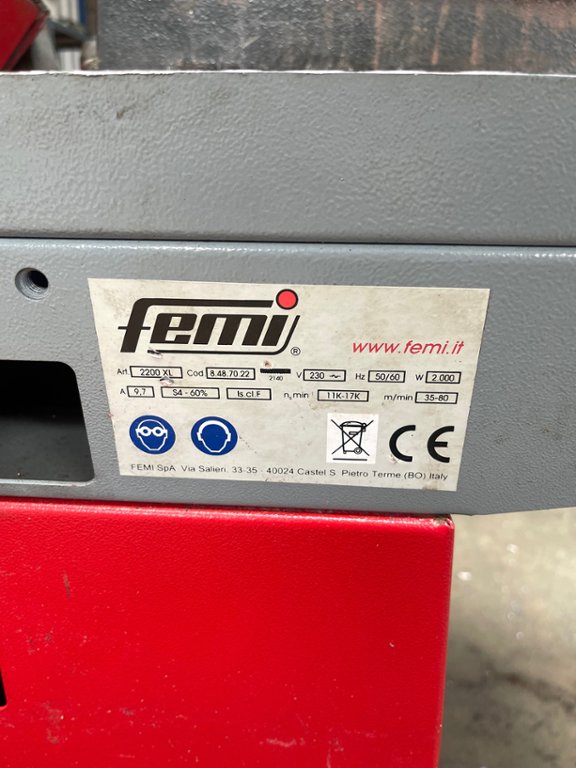 femi®
www.femi.it
Art. 2200 XL Cod. 8.48.70.22 2140 V 230 ~ Hz 50/60 W 2.000
A 9,7 S4 - 60% Is.cl.F n, min 11K-17K m/min 35-80
CE
FEMI SpA Via Salieri, 33-35 - 40024 Castel S. Pietro Terme (BO) Italy